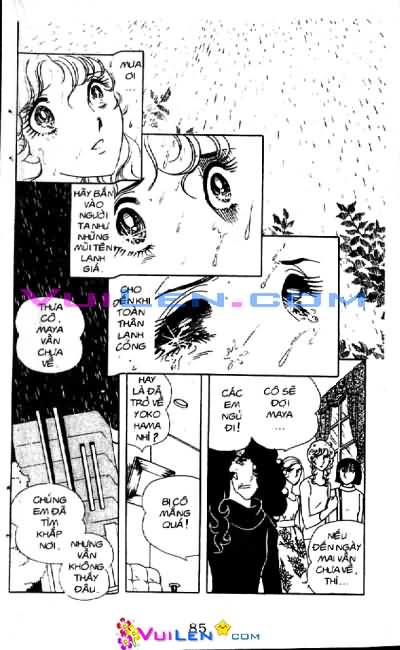 MƯA
ƠI
...
HÃY BẮN
VÀO
NGƯỜI
TA NHƯ
NHỮNG
MŨI TÊN
LẠNH
GIÁ.
CHO
ĐẾN KHI
TOÀN
THÂN
LẠNH
CÓNG
VUILEN.COM
THƯA
CÔ,
MAYA
VẪN
CHƯA
VỀ.
CHÚNG
EM ĐÃ
TÌM
KHẮP
NƠI.
NHƯNG
VẪN
KHÔNG
THẤY
ĐÂU.
HAY
LÀ ĐÃ
TRỞ VỀ
YOKO
HAMA
NHỈ?
BỊ CÔ
MẮNG
QUÁ!
CÁC
EM
NGỦ
ĐI!
CÔ SẼ
ĐỢI
MAYA
...
NẾU
ĐẾN NGÀY
MAI VẪN
CHƯA VỀ,
THÌ...
85
VUILEN.COM